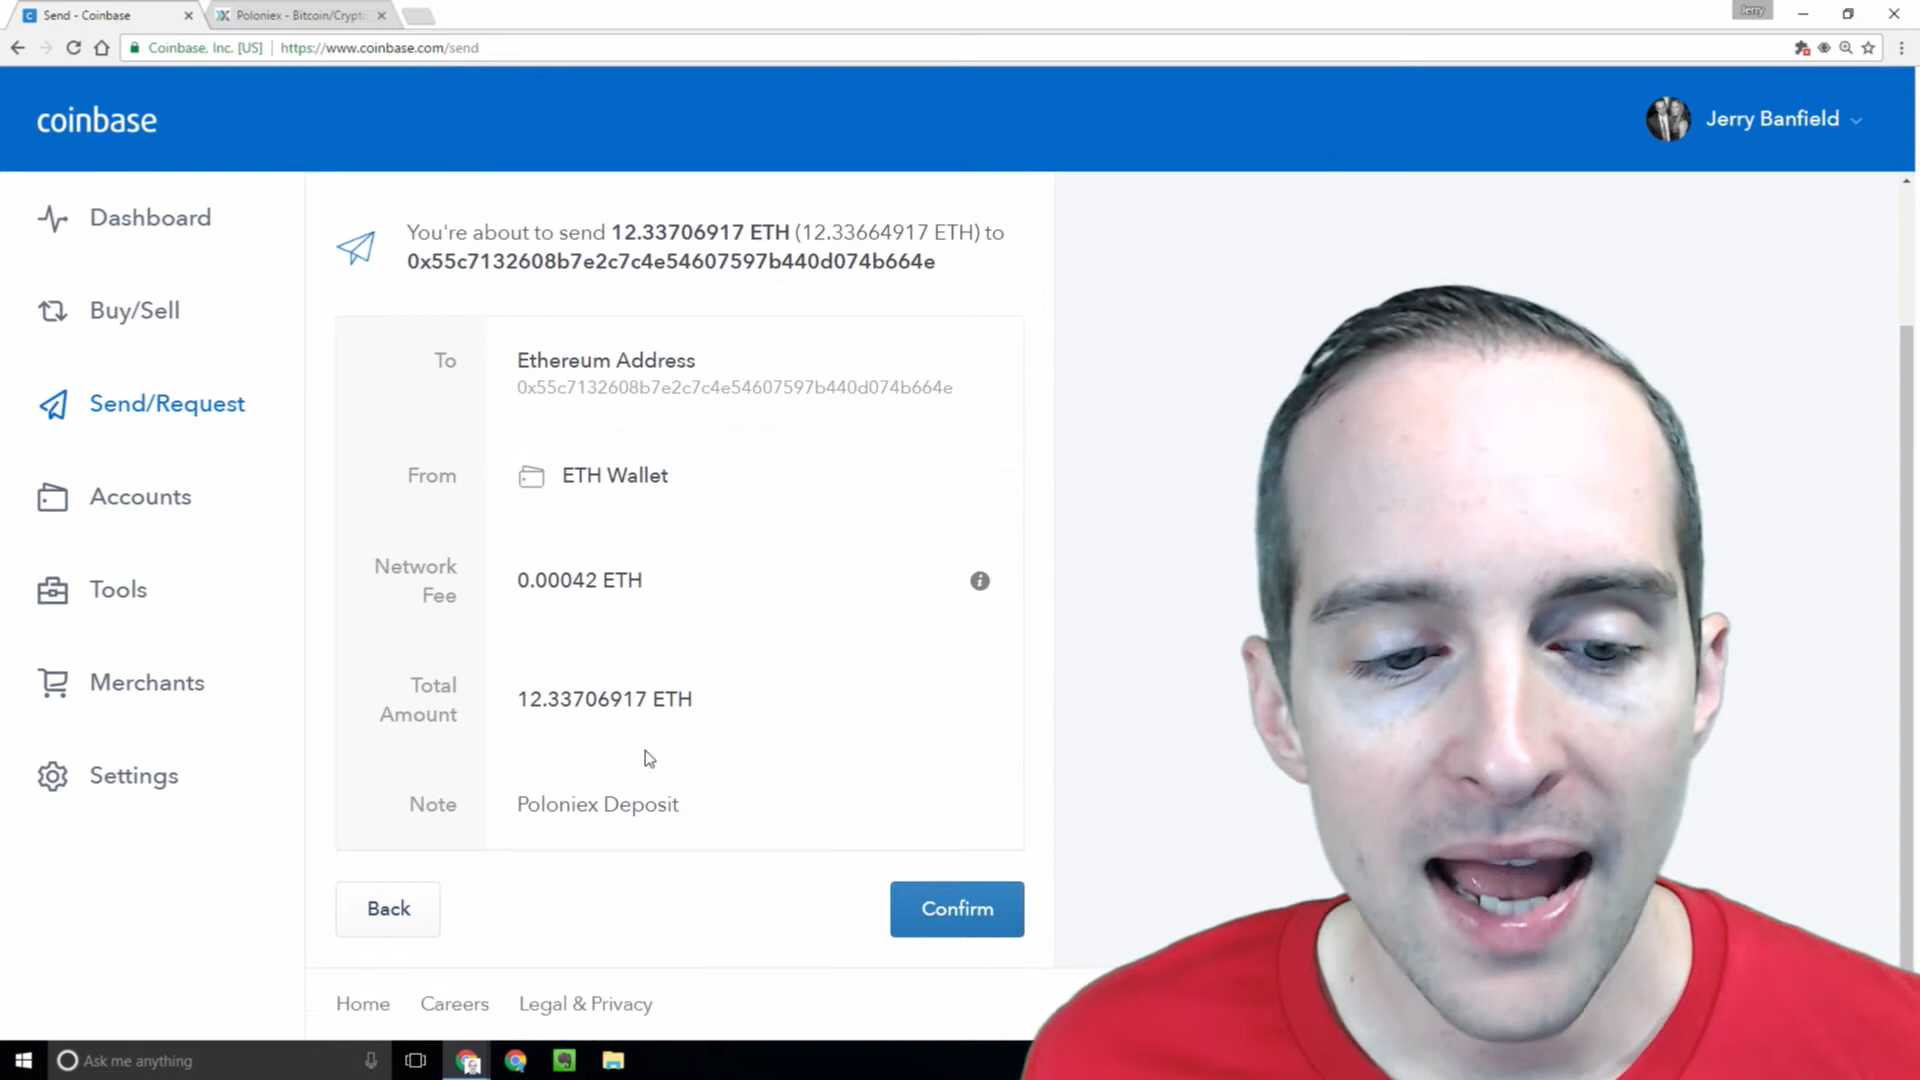 Send - Coinbase
Poloniex - Bitcoin/Crypto
Jerry
Coinbase, Inc. [US]
https://www.coinbase.com/send
coinbase
Jerry Banfield
Dashboard
Buy/Sell
Send/Request
Accounts
Tools
Merchants
Settings
You're about to send 12.33706917 ETH (12.33664917 ETH) to
0x55c7132608b7e2c7c4e54607597b440d074b664e
To
Ethereum Address
0x55c7132608b7e2c7c4e54607597b440d074b664e
From
ETH Wallet
Network
Fee
0.00042 ETH
Total
Amount
12.33706917 ETH
Note
Poloniex Deposit
Back
Confirm
Home
Careers
Legal & Privacy
Ask me anything